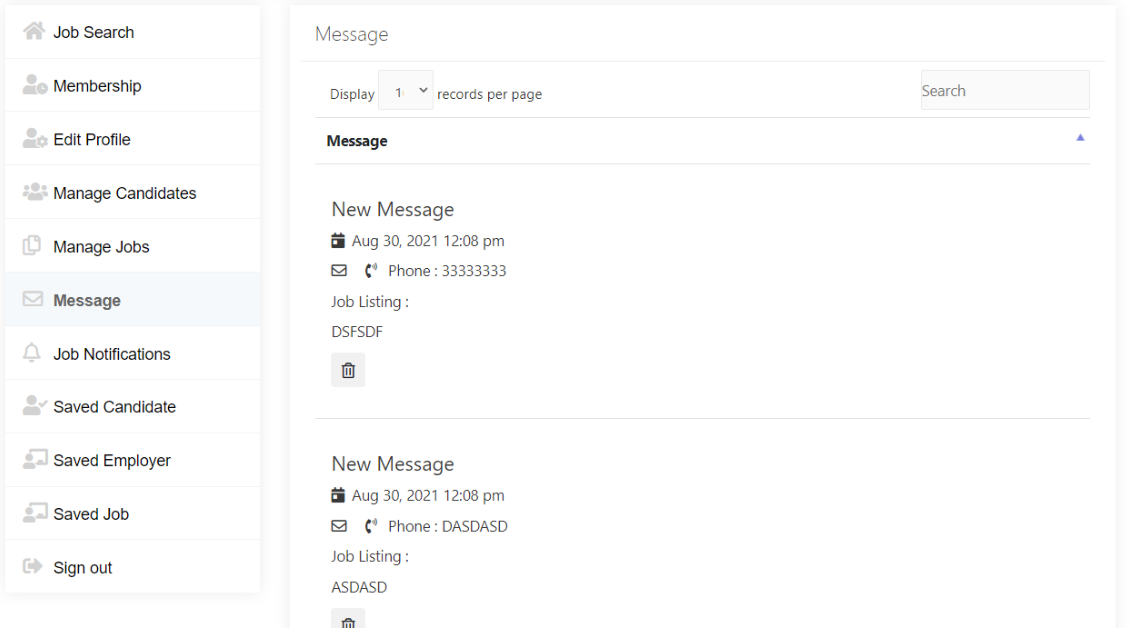 Job Search
Membership
Edit Profile
Manage Candidates
Manage Jobs
Message
Job Notifications
Saved Candidate
Saved Employer
Saved Job
Sign out
Message
Display 1 records per page
Search
Message
New Message
Aug 30, 2021 12:08 pm
Phone : 33333333
Job Listing :
DSFSDF
New Message
Aug 30, 2021 12:08 pm
Phone : DASDASD
Job Listing :
ASDASD